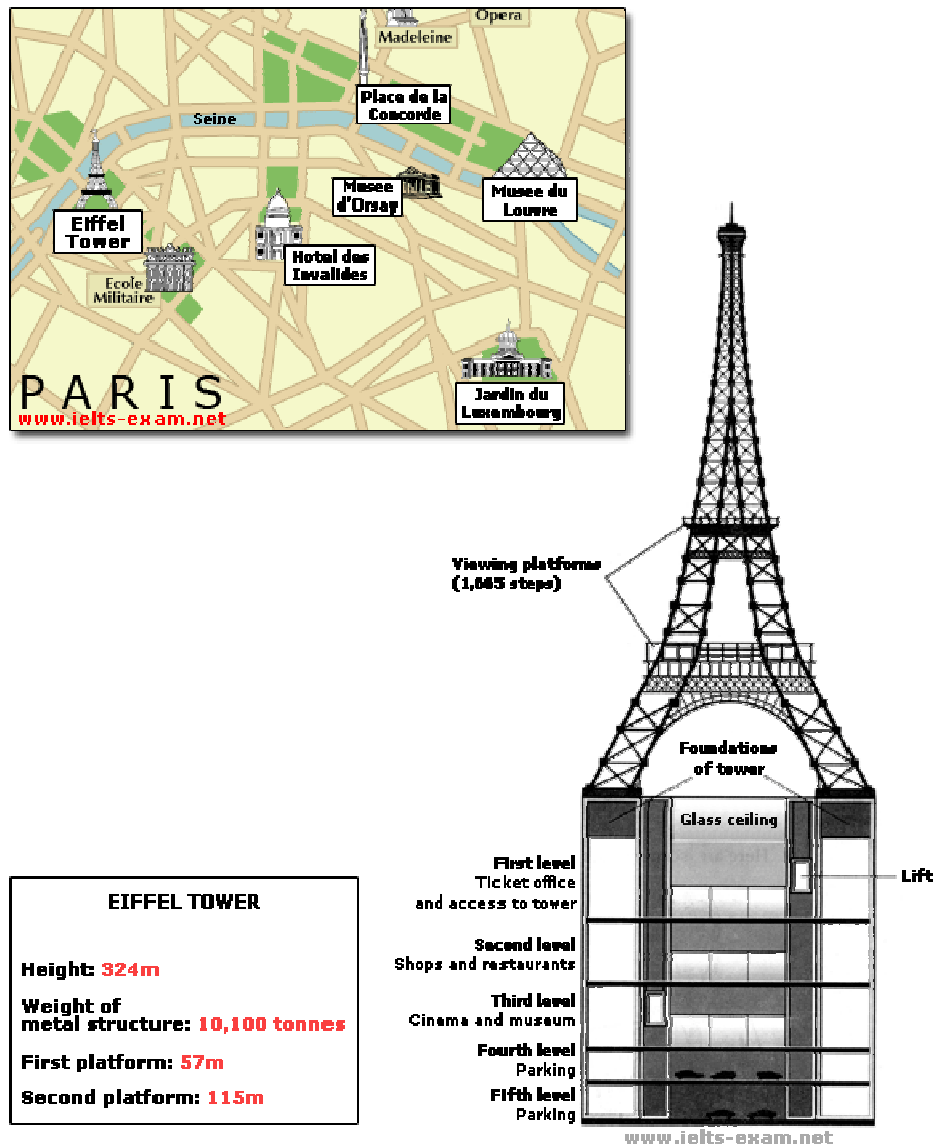 Opera
Madeleine
Place de la
Concorde
Seine
Musee
d'Orsay
Musee du
Louvre
Eiffel
Tower
Hotel des
Invalides
Ecole
Militaire
Jardin du
Luxembourg
PARIS
www.ielts-exam.net
Viewing platforms
(1,665 steps)
Foundations
of tower
Glass ceiling
First level
Ticket office
and access to tower
Lift
Second level
Shops and restaurants
Third level
Cinema and museum
Fourth level
Parking
Fifth level
Parking
EIFFEL TOWER
Height: 324m
Weight of
metal structure: 10,100 tonnes
First platform: 57m
Second platform: 115m
www.ielts-exam.net